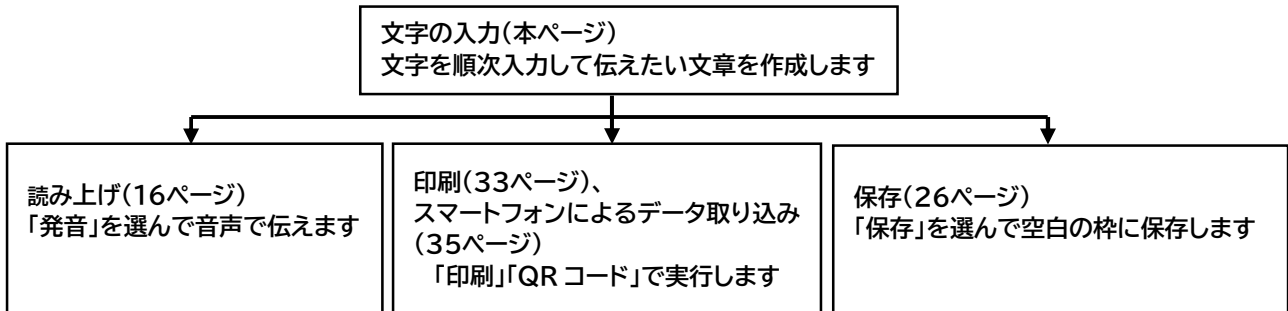 文字の入力(本ページ)
文字を順次入力して伝えたい文章を作成します
読み上げ(16ページ)
「発音」を選んで音声で伝えます
印刷(33ページ)、
スマートフォンによるデータ取り込み
(35ページ)
「印刷」「QR コード」で実行します
保存(26ページ)
「保存」を選んで空白の枠に保存します